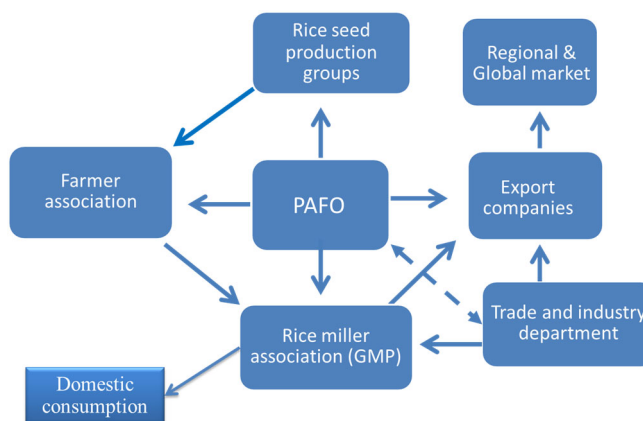 Rice seed
production
groups
Regional &
Global market
Farmer
association
PAFO
Export
companies
Rice miller
association (GMP)
Trade and industry
department
Domestic
consumption